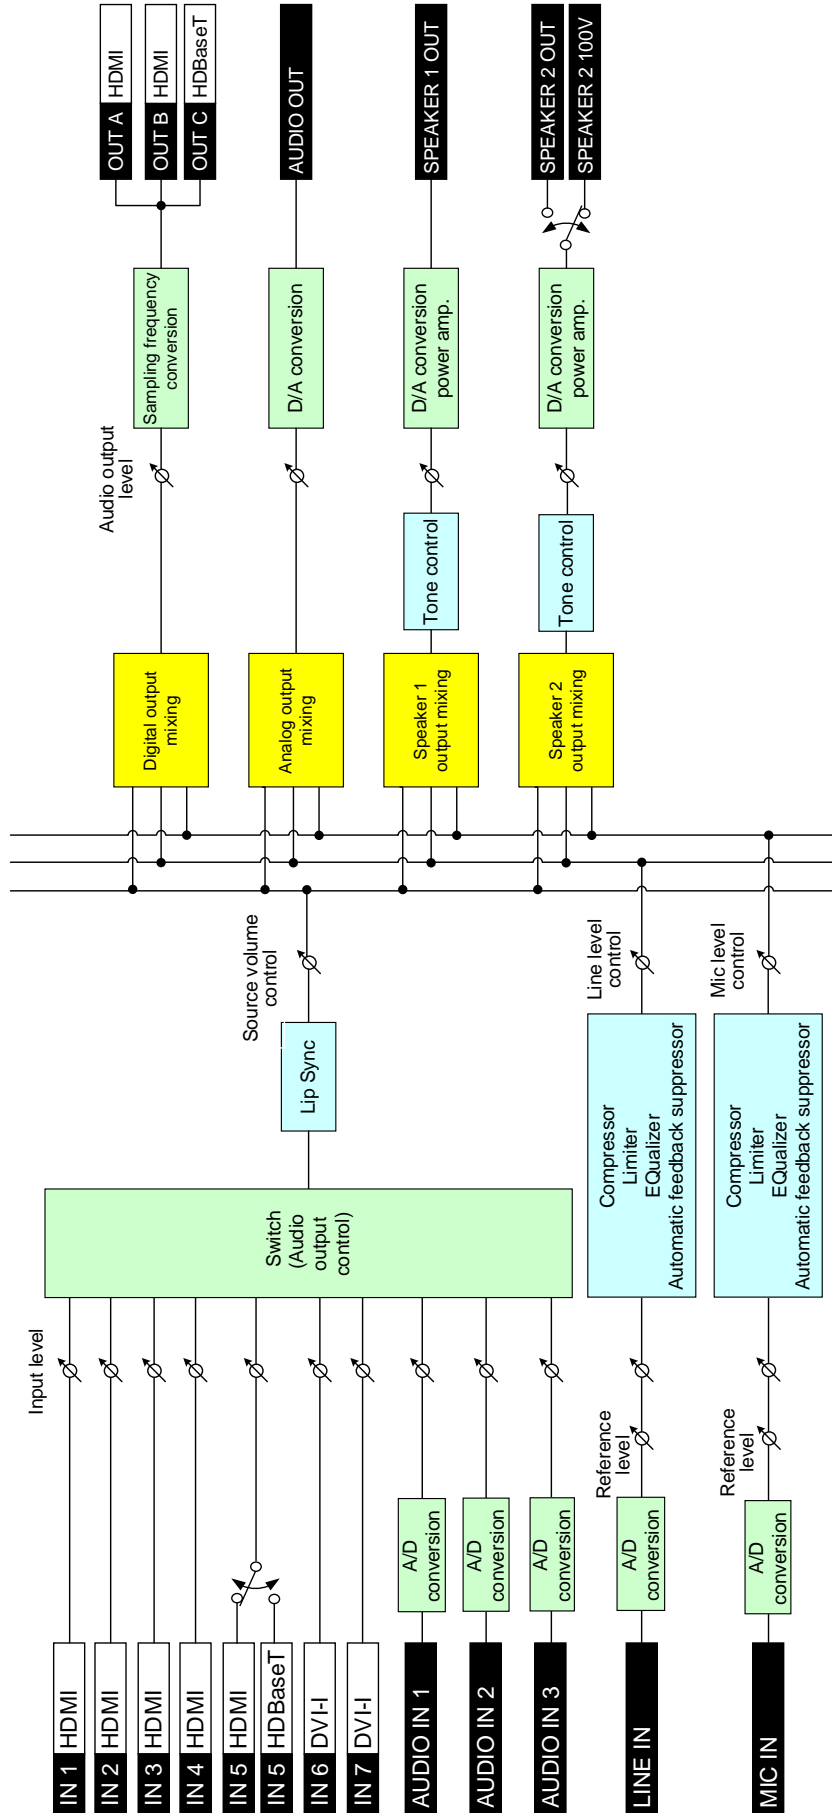 IN 1 HDMI
IN 2 HDMI
IN 3 HDMI
IN 4 HDMI
IN 5 HDMI
IN 5 HDBaseT
IN 6 DVI-I
IN 7 DVI-I
AUDIO IN 1
AUDIO IN 2
AUDIO IN 3
LINE IN
MIC IN
A/D
conversion
A/D
conversion
A/D
conversion
A/D
conversion
A/D
conversion
Reference
level
Reference
level
Input level
Switch
(Audio
output
control)
Compressor
Limiter
EQualizer
Automatic feedback suppressor
Compressor
Limiter
EQualizer
Automatic feedback suppressor
Lip Sync
Source volume
control
Line level
control
Mic level
control
Digital output
mixing
Analog output
mixing
Speaker 1
output mixing
Speaker 2
output mixing
Tone control
Tone control
Audio output
level
Sampling frequency
conversion
D/A conversion
D/A conversion
power amp.
D/A conversion
power amp.
OUT A HDMI
OUT B HDMI
OUT C HDBaseT
AUDIO OUT
SPEAKER 1 OUT
SPEAKER 2 OUT
SPEAKER 2 100V